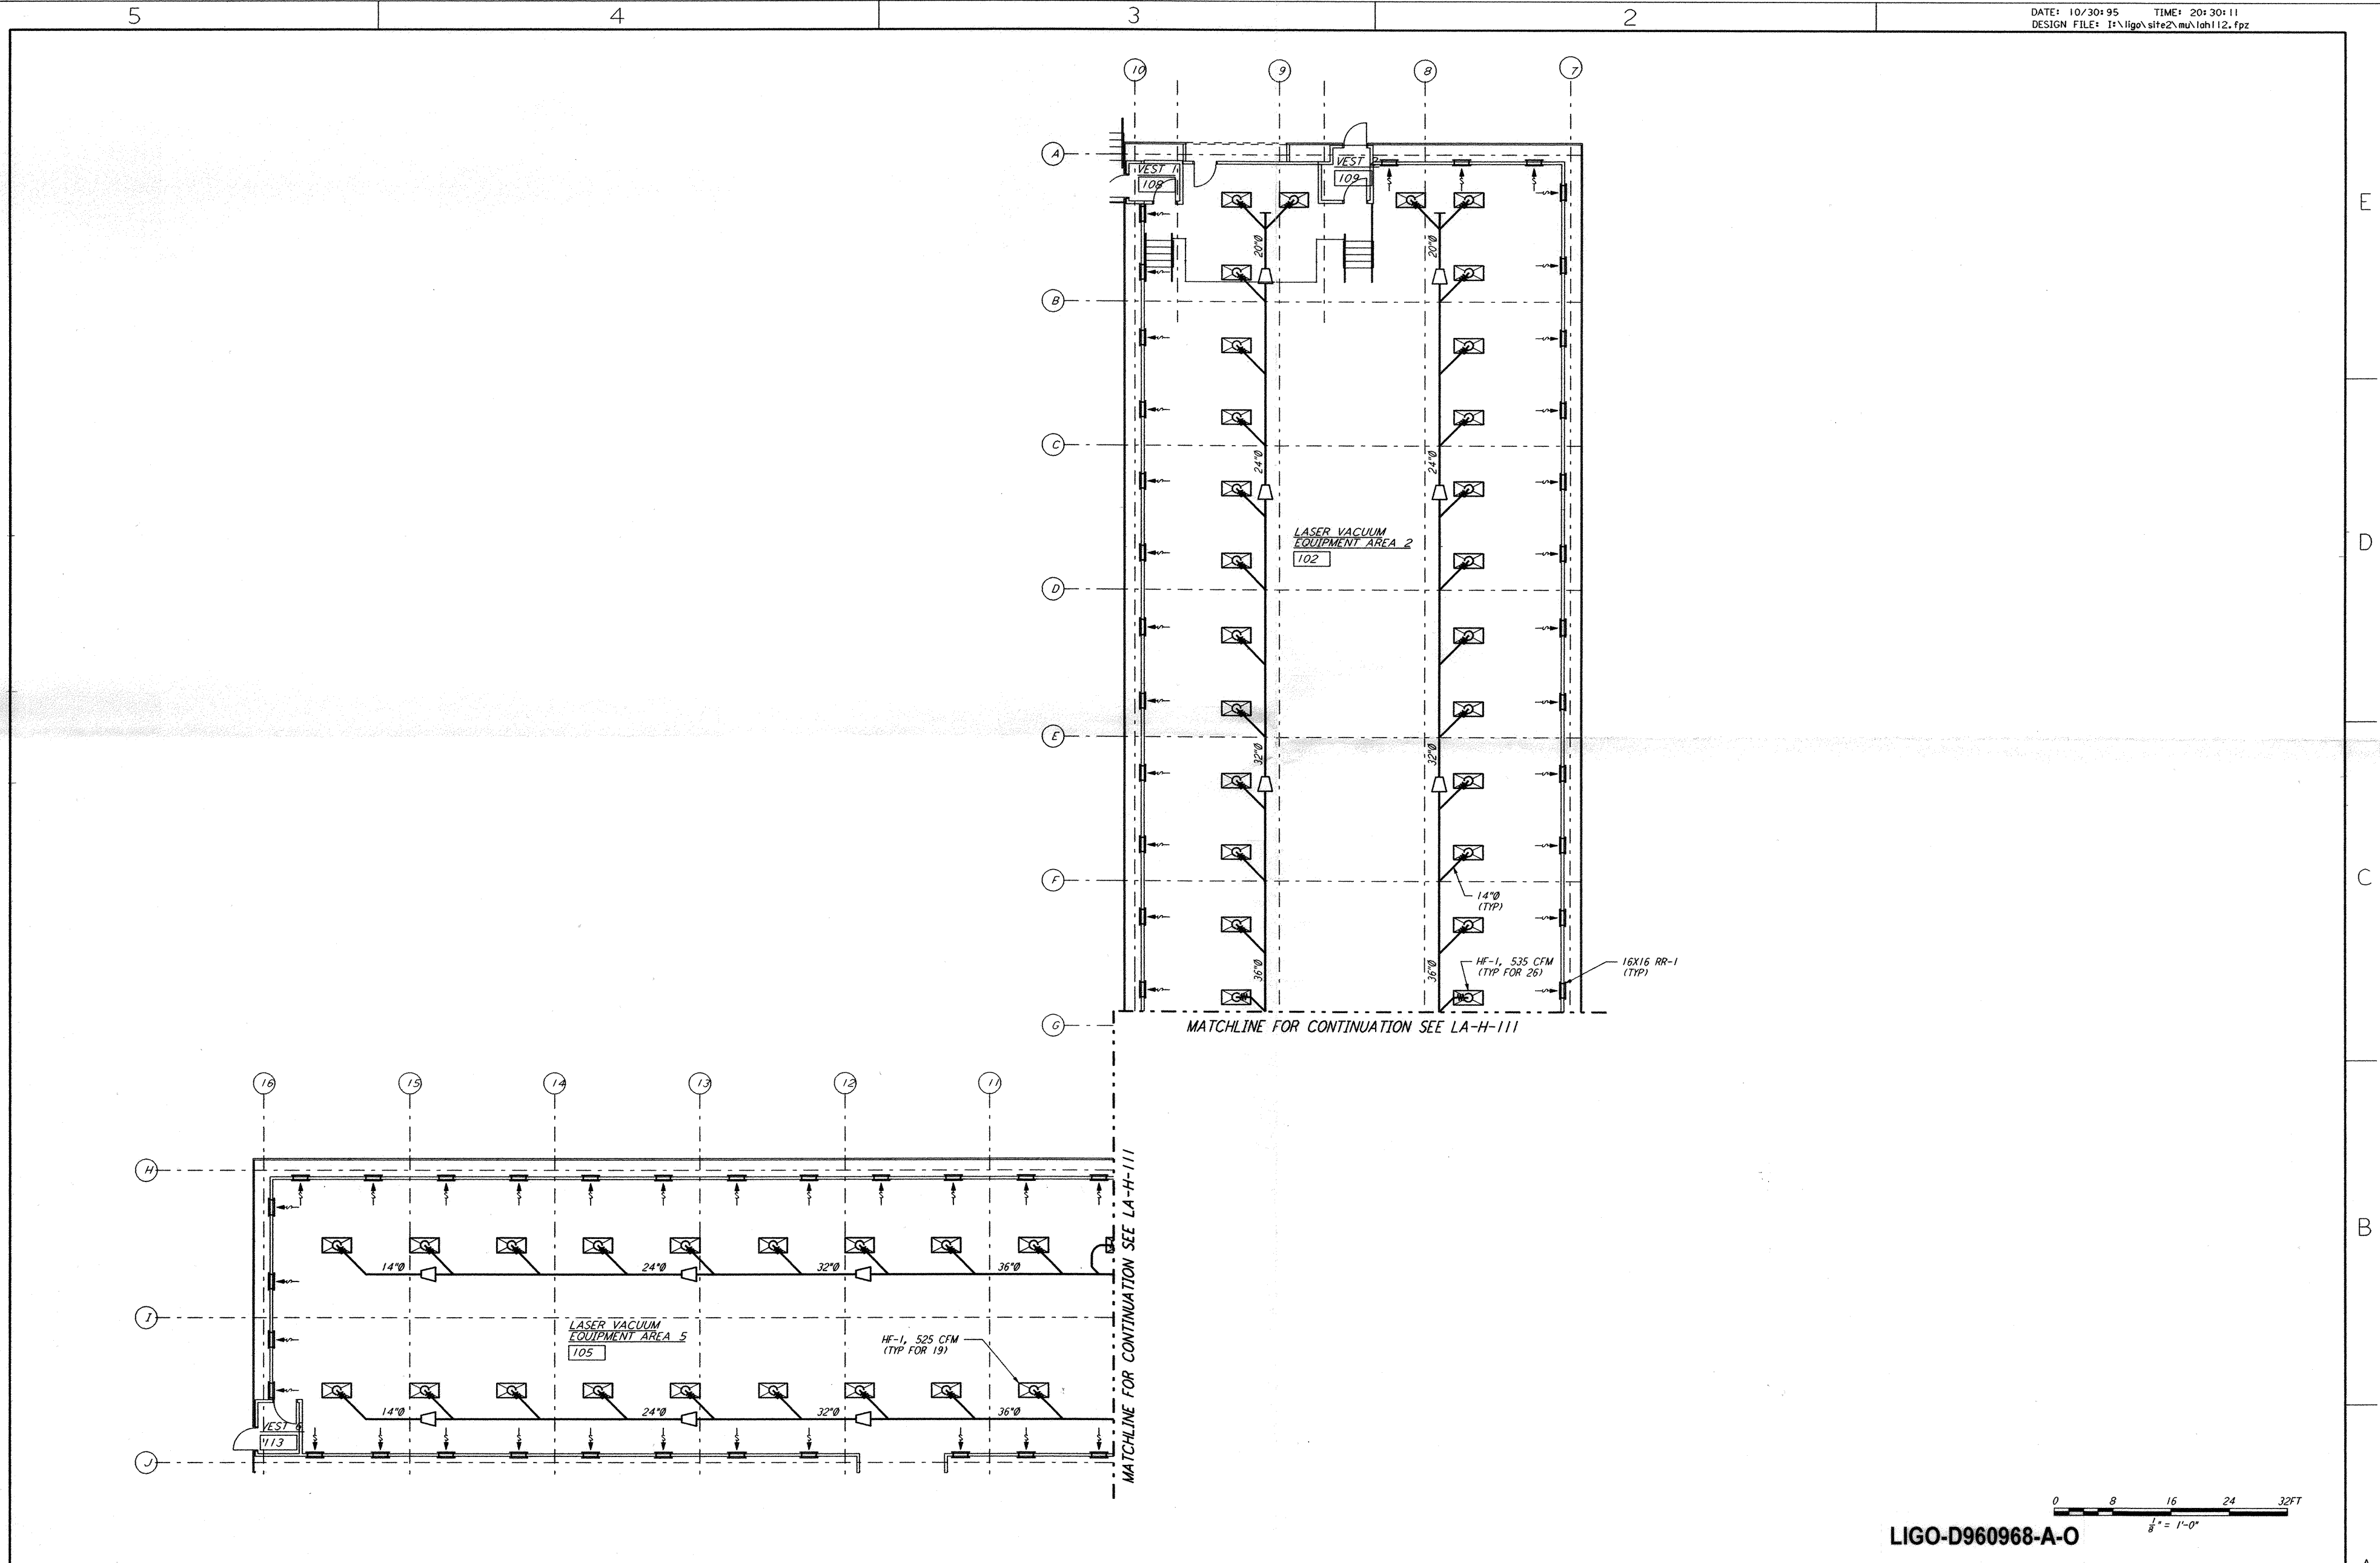 5
4
3
2
DATE: 10/30:95 TIME: 20:30:11
DESIGN FILE: I:\ligo\site2\mu\lah112.fpz
10
9
8
7
A
VEST 1
108
VEST 2
109
E
20"Ø
20"Ø
B
C
24"Ø
24"Ø
LASER VACUUM
EQUIPMENT AREA 2
102
D
D
E
32"Ø
32"Ø
C
F
14"Ø
(TYP)
36"Ø
36"Ø
HF-1, 535 CFM
(TYP FOR 26)
16X16 RR-1
(TYP)
G
MATCHLINE FOR CONTINUATION SEE LA-H-111
16
15
14
13
12
11
H
MATCHLINE FOR CONTINUATION SEE LA-H-111
B
14"Ø
24"Ø
32"Ø
36"Ø
I
LASER VACUUM
EQUIPMENT AREA 5
105
HF-1, 525 CFM
(TYP FOR 19)
14"Ø
24"Ø
32"Ø
36"Ø
VEST 6
113
J
0 8 16 24 32FT
1/8" = 1'-0"
LIGO-D960968-A-O